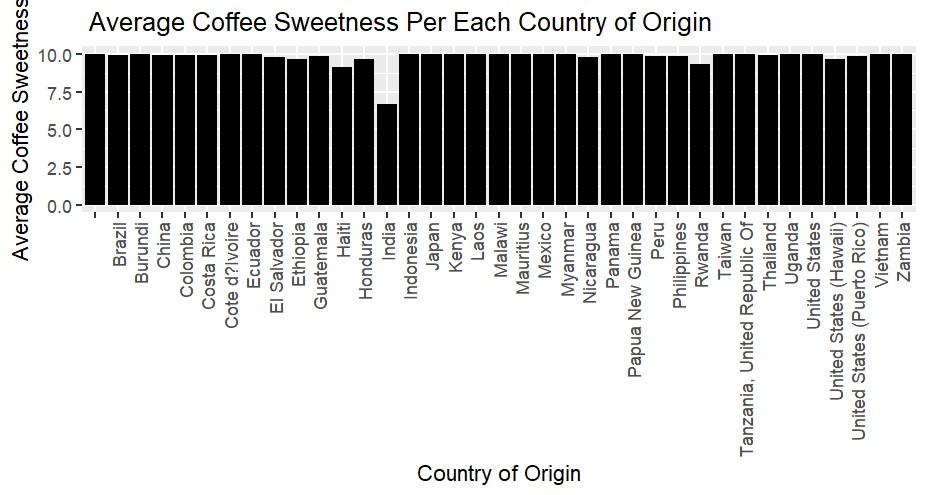 Average Coffee Sweetness Per Each Country of Origin
Average Coffee Sweetness
10.0
7.5
5.0
2.5
0.0
Brazil
Burundi
China
Colombia
Costa Rica
Cote d?Ivoire
Ecuador
El Salvador
Ethiopia
Guatemala
Haiti
Honduras
India
Indonesia
Japan
Kenya
Laos
Malawi
Mauritius
Mexico
Myanmar
Nicaragua
Panama
Papua New Guinea
Peru
Philippines
Rwanda
Taiwan
Tanzania, United Republic Of
Thailand
Uganda
United States
United States (Hawaii)
United States (Puerto Rico)
Vietnam
Zambia
Country of Origin